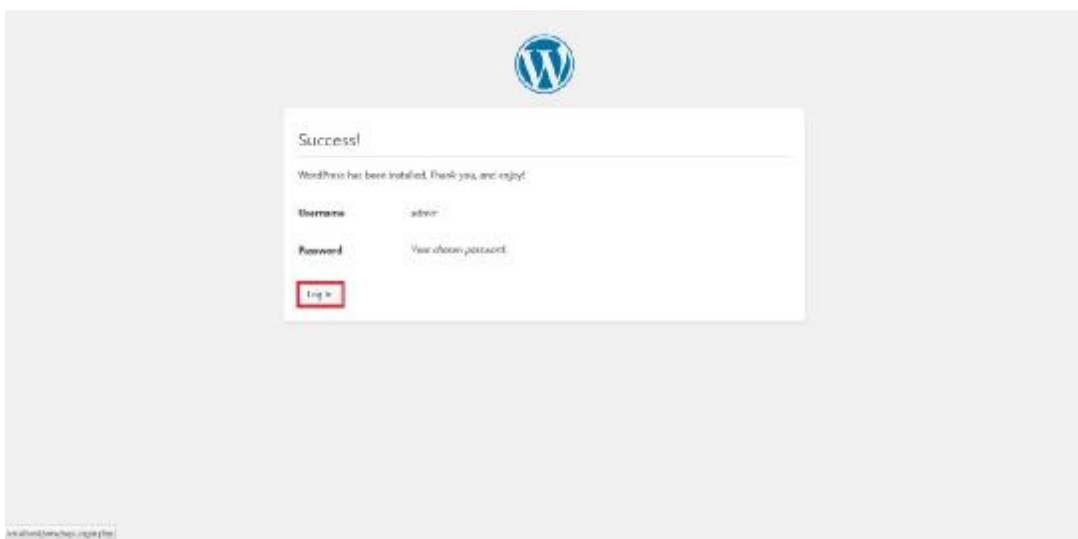 Success!
WordPress has been installed. Thank you, and enjoy!
Username admin
Password Your chosen password.
Log In